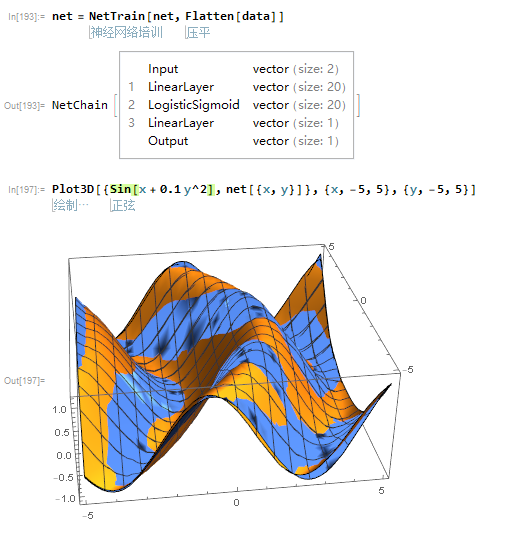 In[193]:= net = NetTrain[net, Flatten[data]]
神经网络培训 压平
Input vector (size: 2)
1 LinearLayer vector (size: 20)
Out[193]= NetChain[ 2 LogisticSigmoid vector (size: 20) ]
3 LinearLayer vector (size: 1)
Output vector (size: 1)
In[197]:= Plot3D[{Sin[x + 0.1 y^2], net[{x, y}]}, {x, -5, 5}, {y, -5, 5}]
绘制⋯ 正弦
5
0
-5
Out[197]=
1.0
0.5
0.0
-0.5
-1.0
-5
0
5